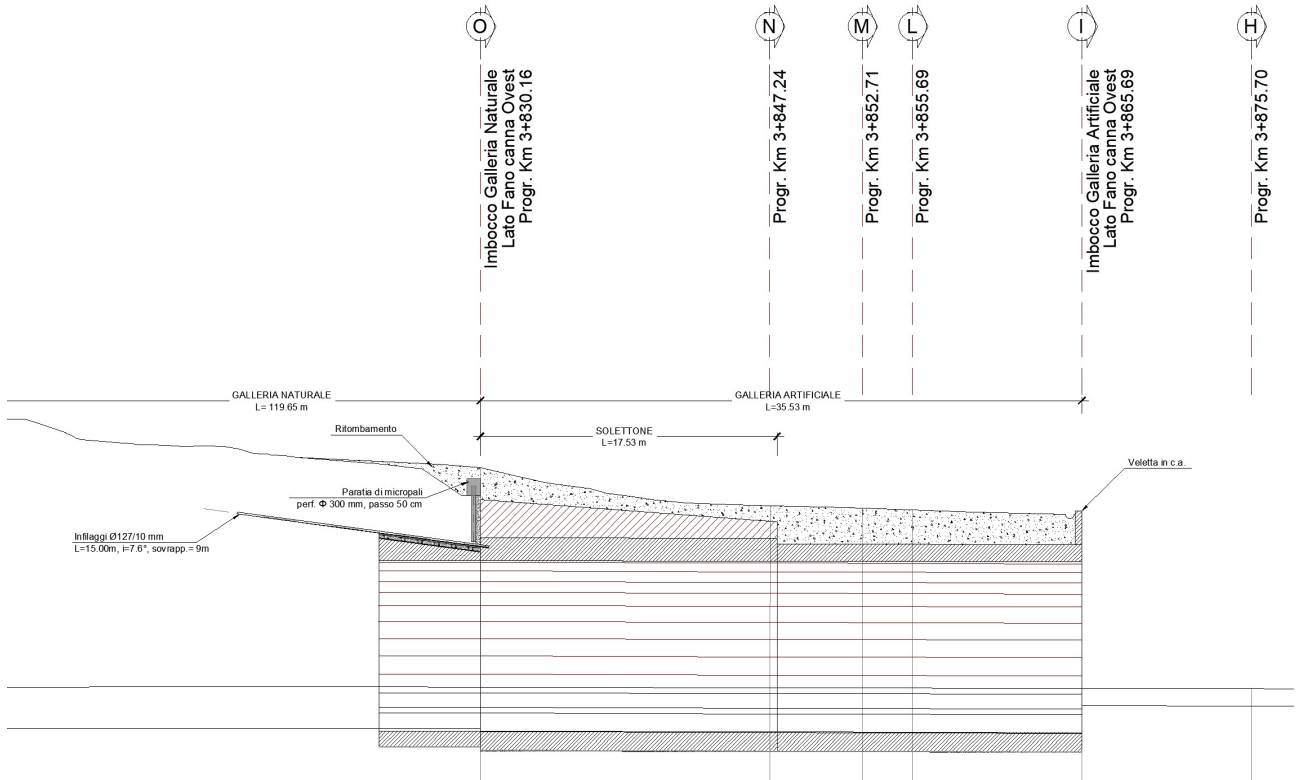 O
N
M
L
I
H
Imbocco Galleria Naturale
Lato Fano canna Ovest
Progr. Km 3+830.16
Progr. Km 3+847.24
Progr. Km 3+852.71
Progr. Km 3+855.69
Imbocco Galleria Artificiale
Lato Fano canna Ovest
Progr. Km 3+865.69
Progr. Km 3+875.70
GALLERIA NATURALE
L= 119.65 m
GALLERIA ARTIFICIALE
L=35.53 m
SOLETTONE
L=17.53 m
Ritombamento
Veletta in c.a.
Paratia di micropali
perf. Φ 300 mm, passo 50 cm
Infilaggi Ø127/10 mm
L=15.00m, i=7.6°, sovrapp.= 9m